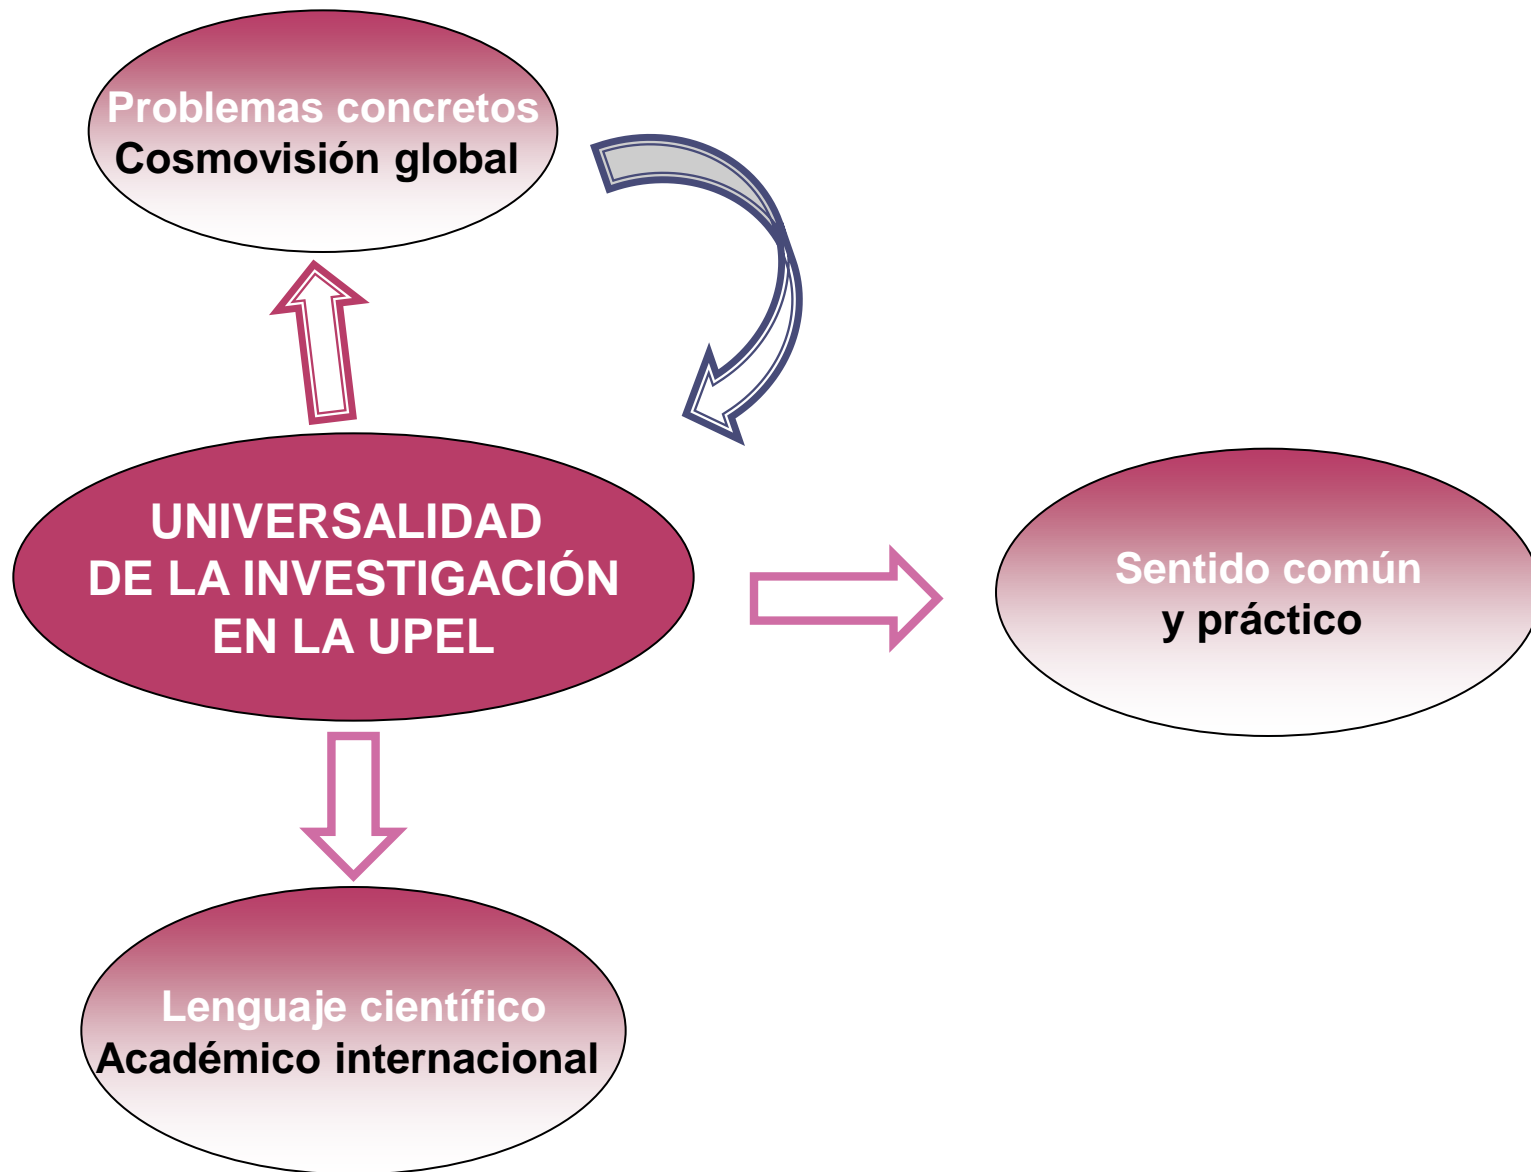 Problemas concretos
Cosmovisión global
UNIVERSALIDAD
DE LA INVESTIGACIÓN
EN LA UPEL
Sentido común
y práctico
Lenguaje científico
Académico internacional